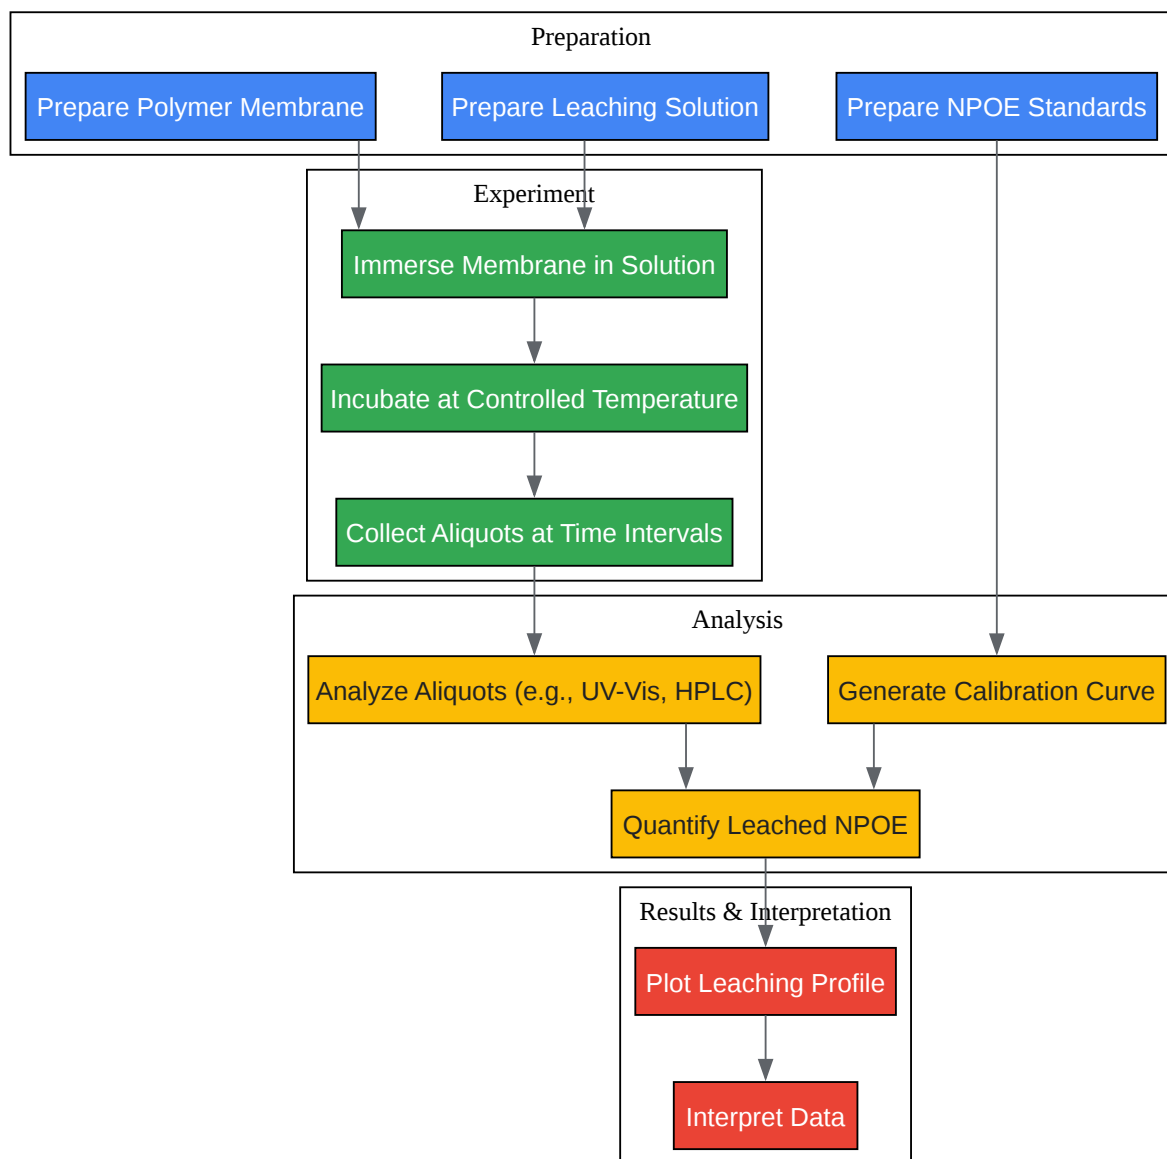 Preparation
Prepare Polymer Membrane
Prepare Leaching Solution
Prepare NPOE Standards
Experiment
Immerse Membrane in Solution
Incubate at Controlled Temperature
Collect Aliquots at Time Intervals
Analysis
Analyze Aliquots (e.g., UV-Vis, HPLC)
Generate Calibration Curve
Quantify Leached NPOE
Results & Interpretation
Plot Leaching Profile
Interpret Data